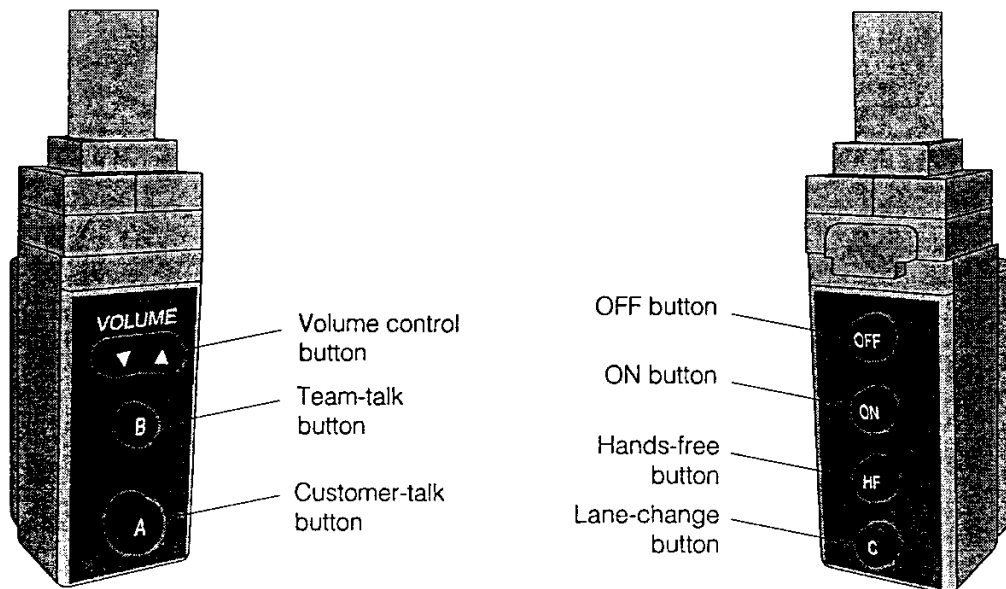 VOLUME
▼ ▲
B
A
Volume control
button
Team-talk
button
Customer-talk
button
OFF button
ON button
Hands-free
button
Lane-change
button
OFF
ON
HF
C